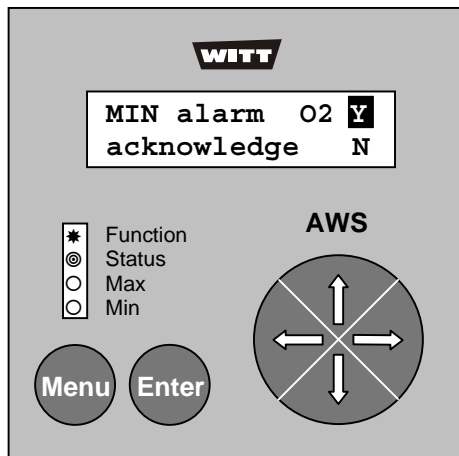 WITT
MIN alarm O2 Y
acknowledge N
AWS
Function
Status
Max
Min
Menu
Enter